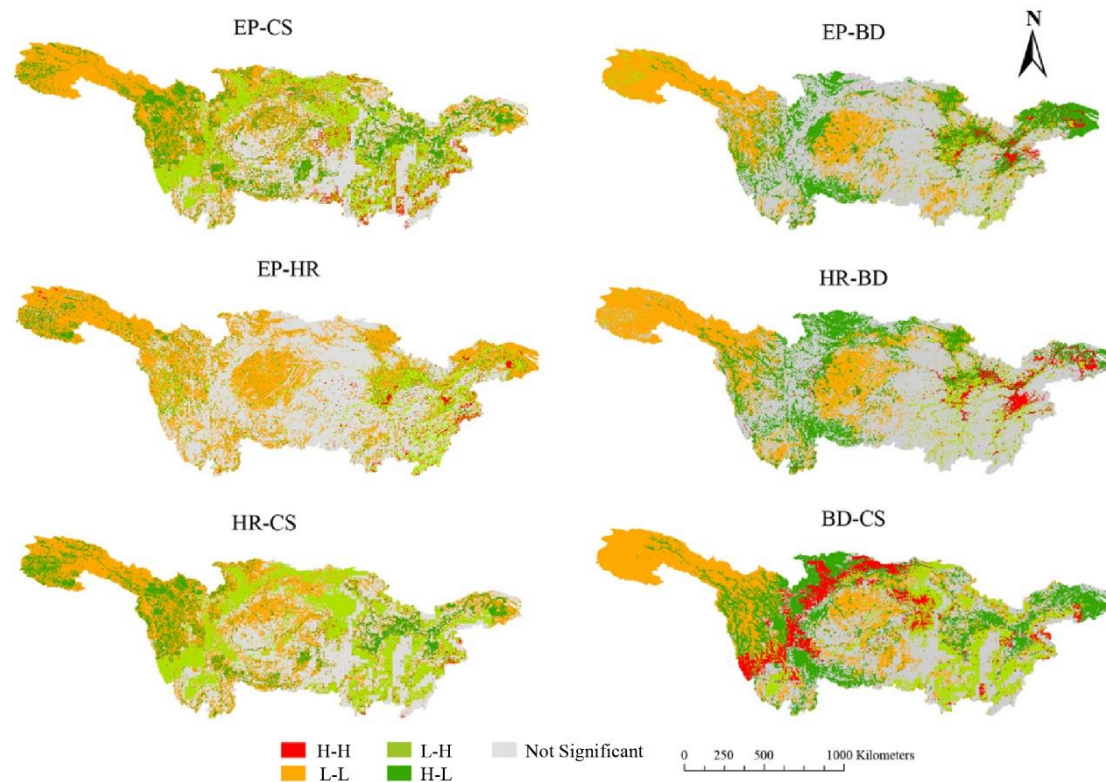 EP-CS
EP-BD
N
EP-HR
HR-BD
HR-CS
BD-CS
H-H
L-H
Not Significant
L-L
H-L
0 250 500 1000 Kilometers